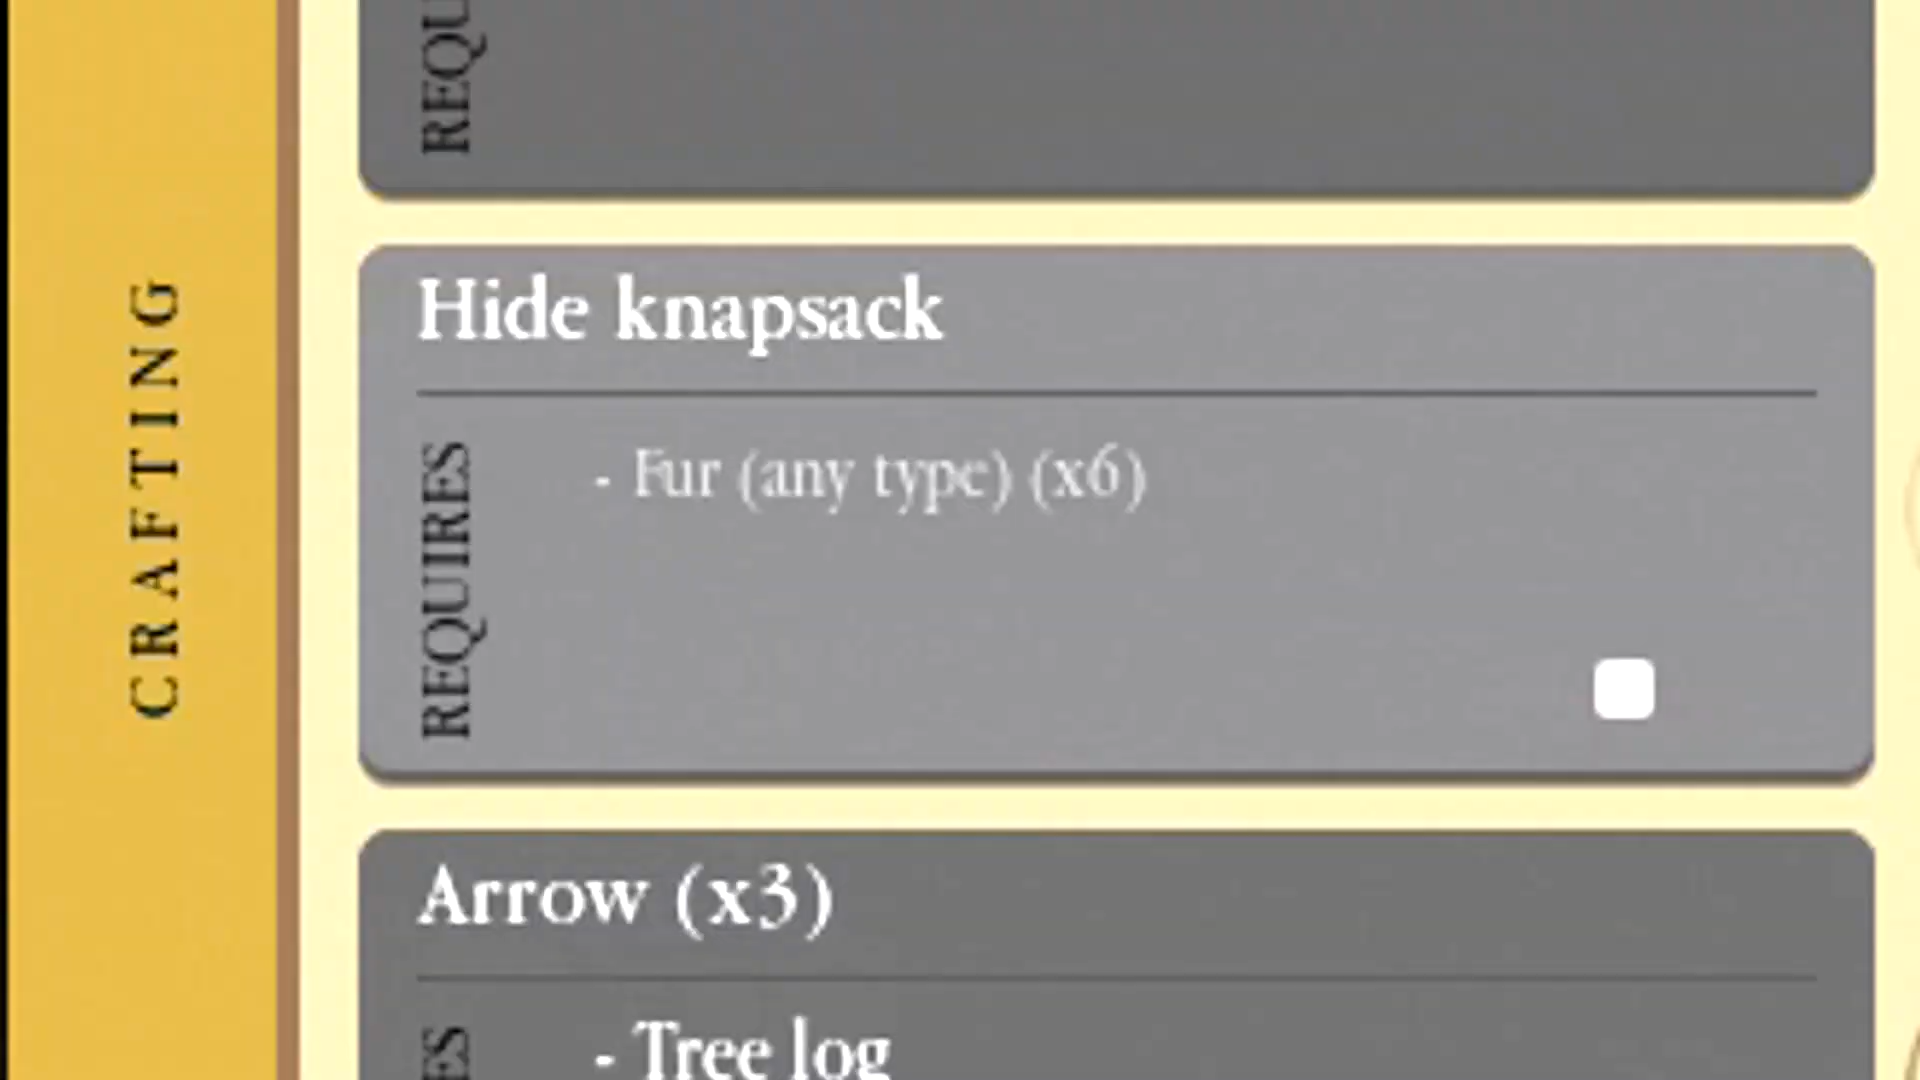 CRAFTING
REQU
Hide knapsack
REQUIRES
- Fur (any type) (x6)
Arrow (x3)
ES
- Tree log